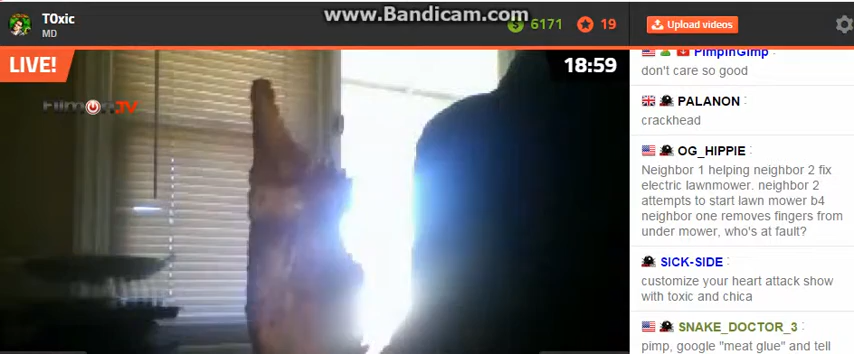 www.Bandicam.com
T0xic
MD
$ 6171
19
Upload videos
LIVE!
18:59
FilmOn.TV
PimpinGimp :
don't care so good
PALANON :
crackhead
OG_HIPPIE :
Neighbor 1 helping neighbor 2 fix
electric lawnmower. neighbor 2
attempts to start lawn mower b4
neighbor one removes fingers from
under mower, who's at fault?
SICK-SIDE :
customize your heart attack show
with toxic and chica
SNAKE_DOCTOR_3 :
pimp, google "meat glue" and tell